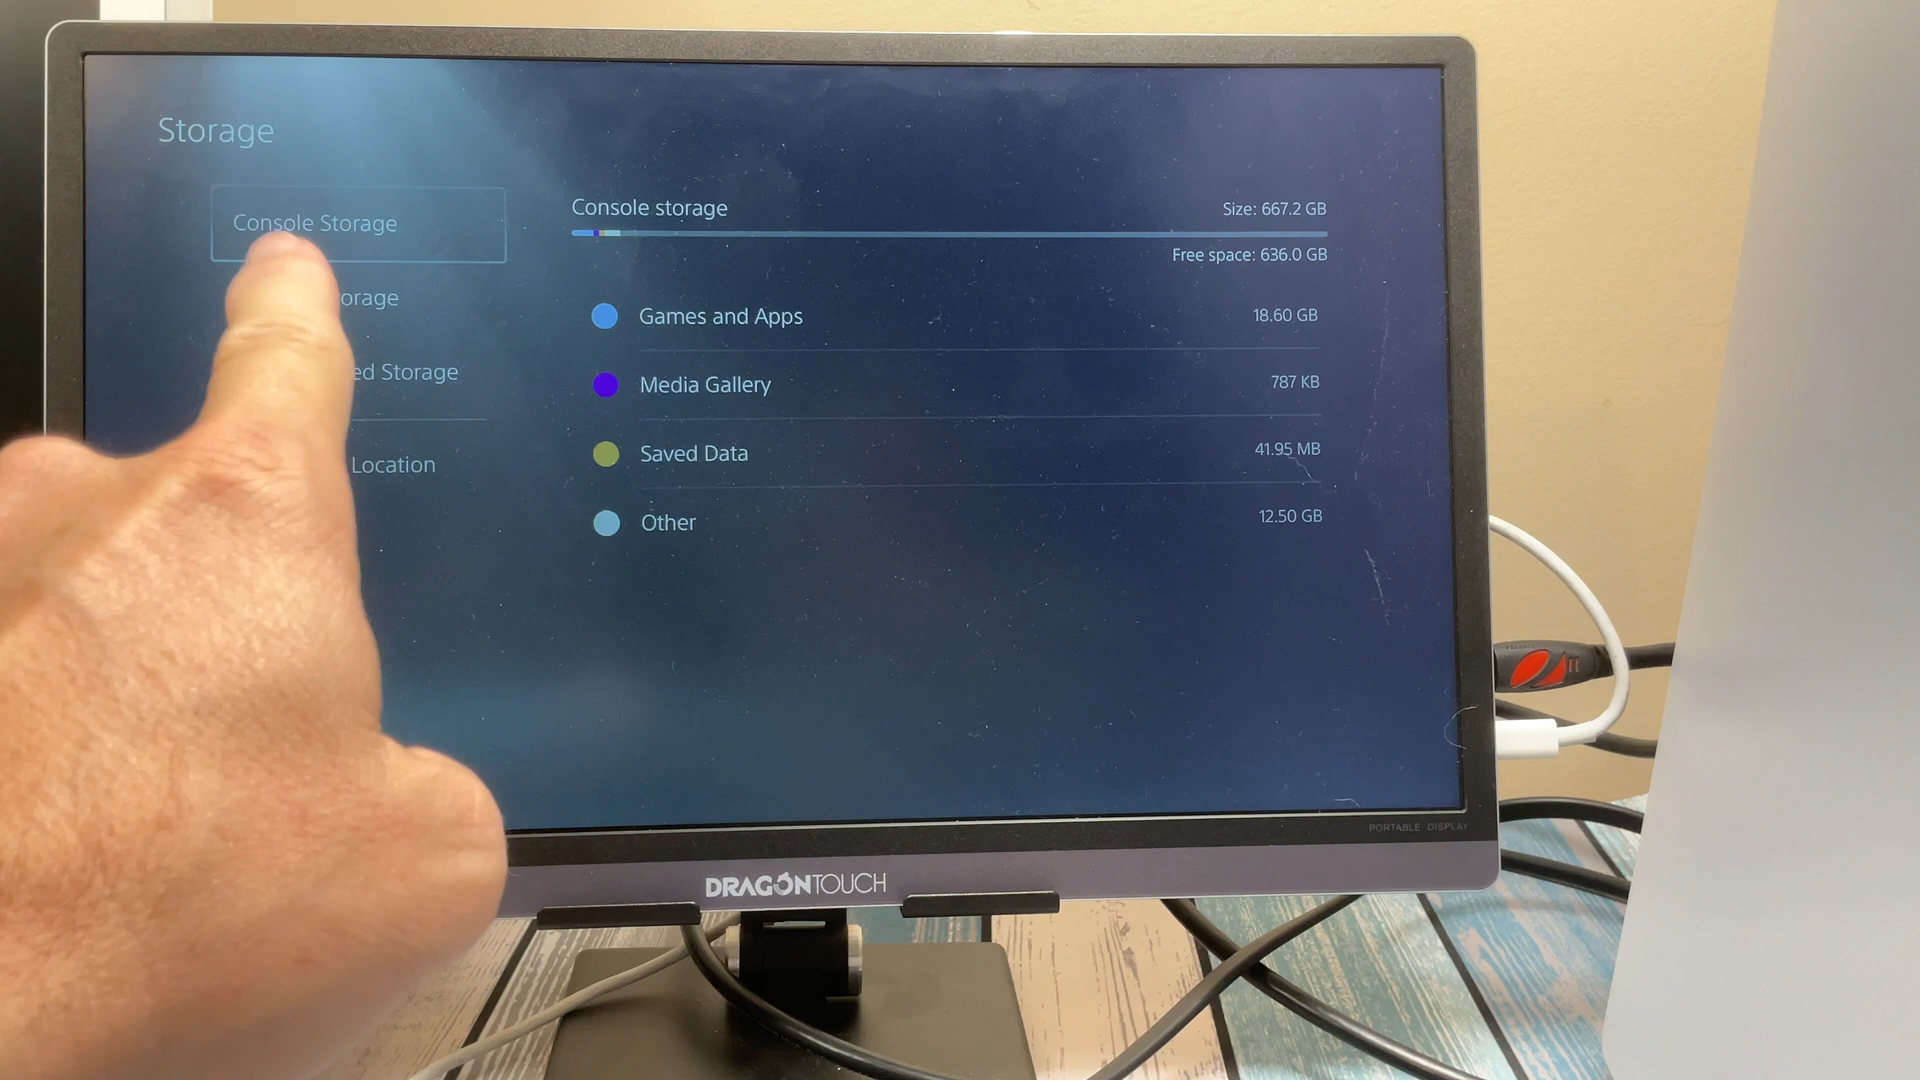 Storage
Console Storage
orage
ed Storage
Location
Console storage
Size: 667.2 GB
Free space: 636.0 GB
Games and Apps
18.60 GB
Media Gallery
787 KB
Saved Data
41.95 MB
Other
12.50 GB
PORTABLE DISPLAY
DRAGONTOUCH